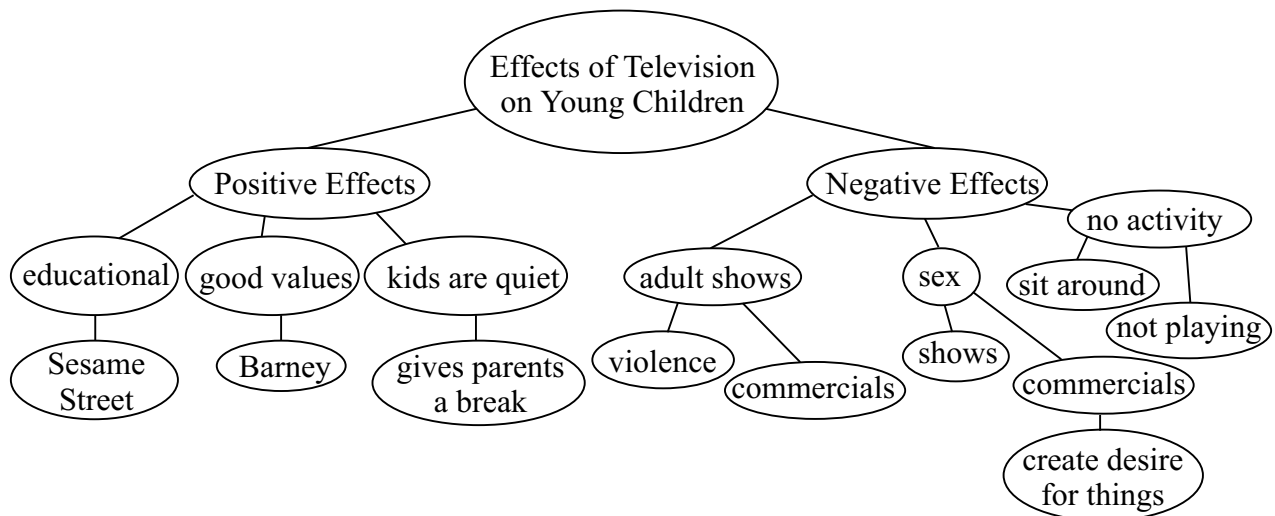 Effects of Television
on Young Children
Positive Effects
Negative Effects
no activity
educational
good values
kids are quiet
adult shows
sex
sit around
not playing
Sesame
Street
Barney
gives parents
a break
violence
commercials
shows
commercials
create desire
for things